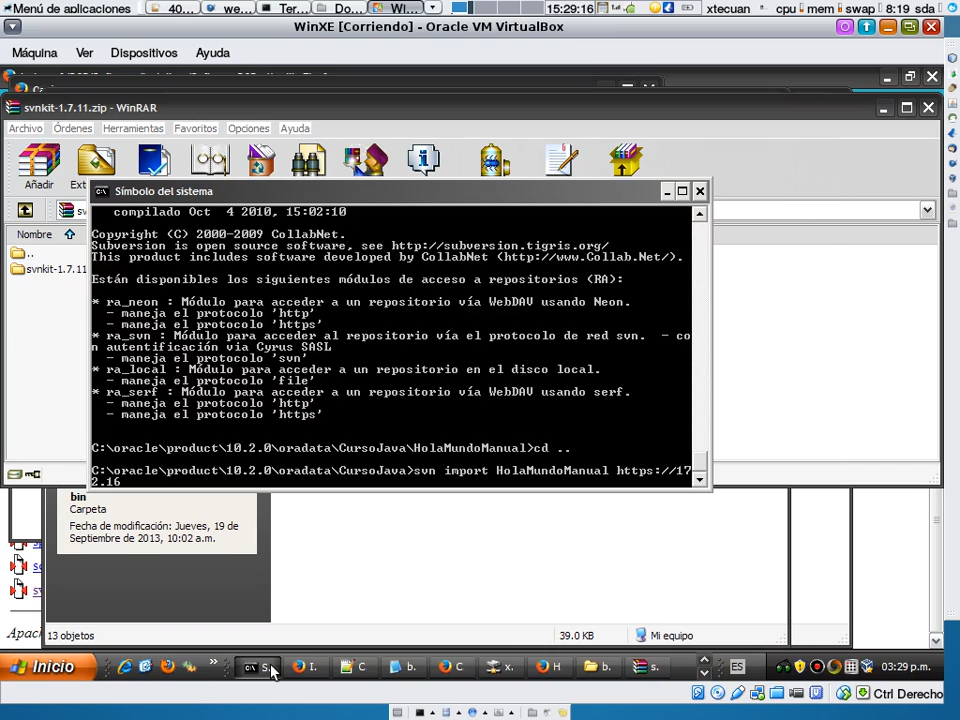 Menú de aplicaciones
40...
we...
Ter...
Do...
Wi...
15:29:16
xtecuan
cpu
mem
swap
8:19
sda
WinXE [Corriendo] - Oracle VM VirtualBox
Máquina Ver Dispositivos Ayuda
svnkit-1.7.11.zip - WinRAR
Archivo Órdenes Herramientas Favoritos Opciones Ayuda
Añadir
Ext
Símbolo del sistema
Nombre
..
svnkit-1.7.11
compilado Oct  4 2010, 15:02:10
Copyright (C) 2000-2009 CollabNet.
Subversion is open source software, see http://subversion.tigris.org/
This product includes software developed by CollabNet (http://www.Collab.Net/).
Están disponibles los siguientes módulos de acceso a repositorios (RA):
* ra_neon : Módulo para acceder a un repositorio vía WebDAV usando Neon.
- maneja el protocolo 'http'
- maneja el protocolo 'https'
* ra_svn : Módulo para acceder al repositorio vía el protocolo de red svn.  - co
n autentificación via Cyrus SASL
- maneja el protocolo 'svn'
* ra_local : Módulo para acceder a un repositorio en el disco local.
- maneja el protocolo 'file'
* ra_serf : Módulo para acceder a un repositorio vía WebDAV usando serf.
- maneja el protocolo 'http'
- maneja el protocolo 'https'
C:\oracle\product\10.2.0\oradata\CursoJava\HolaMundoManual>cd ..
C:\oracle\product\10.2.0\oradata\CursoJava>svn import HolaMundoManual https://17
2.16
bin
Carpeta
Fecha de modificación: Jueves, 19 de
Septiembre de 2013, 10:02 a.m.
Apach
13 objetos
39.0 KB
Mi equipo
Inicio
S.
I.
C
b.
C.
x.
H
b.
s.
ES
03:29 p.m.
Ctrl Derecho